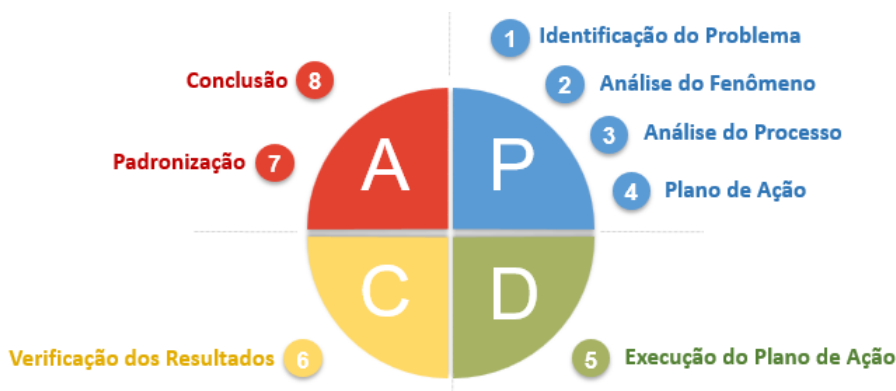 1 Identificação do Problema
2 Análise do Fenômeno
3 Análise do Processo
4 Plano de Ação
Conclusão 8
Padronização 7
A P
C D
Verificação dos Resultados 6
5 Execução do Plano de Ação